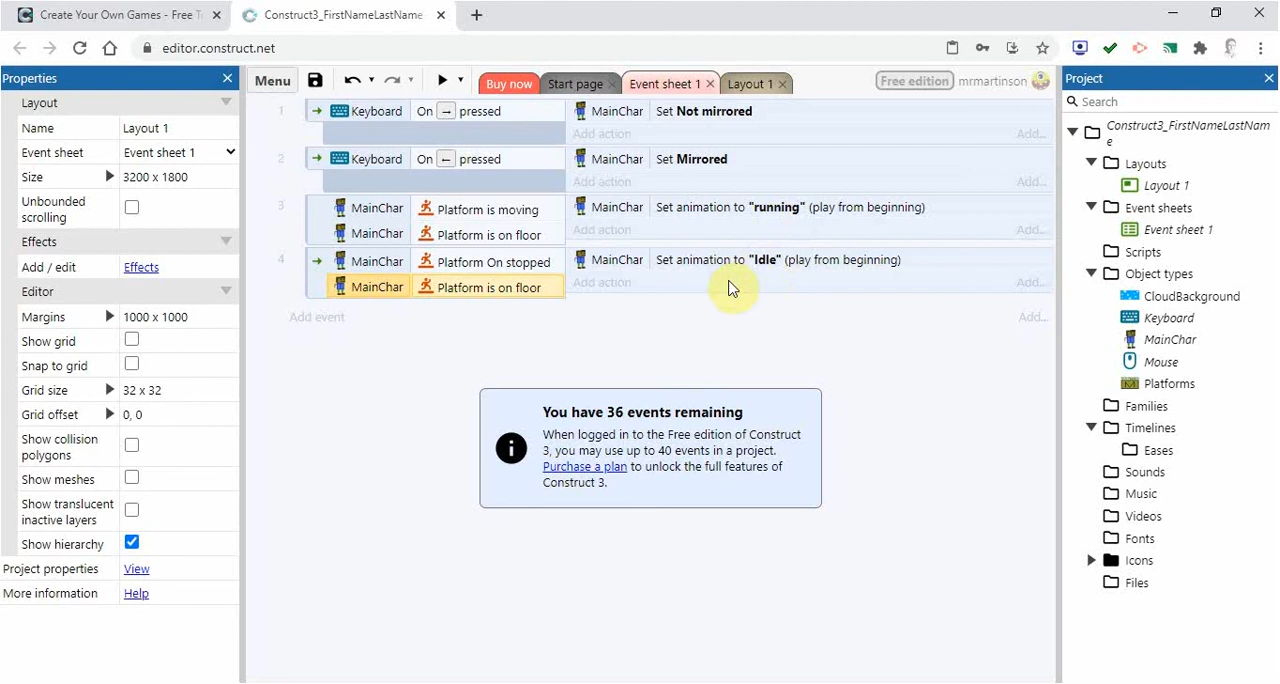 Create Your Own Games - Free T
Construct3_FirstNameLastName
editor.construct.net
Properties
Layout
Name Layout 1
Event sheet Event sheet 1
Size 3200 x 1800
Unbounded
scrolling
Effects
Add / edit Effects
Editor
Margins 1000 x 1000
Show grid
Snap to grid
Grid size 32 x 32
Grid offset 0, 0
Show collision
polygons
Show meshes
Show translucent
inactive layers
Show hierarchy
Project properties View
More information Help
Menu
Buy now
Start page
Event sheet 1
Layout 1
Free edition
mrmartinson
1 Keyboard On → pressed MainChar Set Not mirrored
Add action Add...
2 Keyboard On ← pressed MainChar Set Mirrored
Add action Add...
3 MainChar Platform is moving MainChar Set animation to "running" (play from beginning)
MainChar Platform is on floor Add action Add...
4 MainChar Platform On stopped MainChar Set animation to "Idle" (play from beginning)
MainChar Platform is on floor Add action Add...
Add event Add...
You have 36 events remaining
When logged in to the Free edition of Construct
3, you may use up to 40 events in a project.
Purchase a plan to unlock the full features of
Construct 3.
Project
Search
Construct3_FirstNameLastNam
e
Layouts
Layout 1
Event sheets
Event sheet 1
Scripts
Object types
CloudBackground
Keyboard
MainChar
Mouse
Platforms
Families
Timelines
Eases
Sounds
Music
Videos
Fonts
Icons
Files